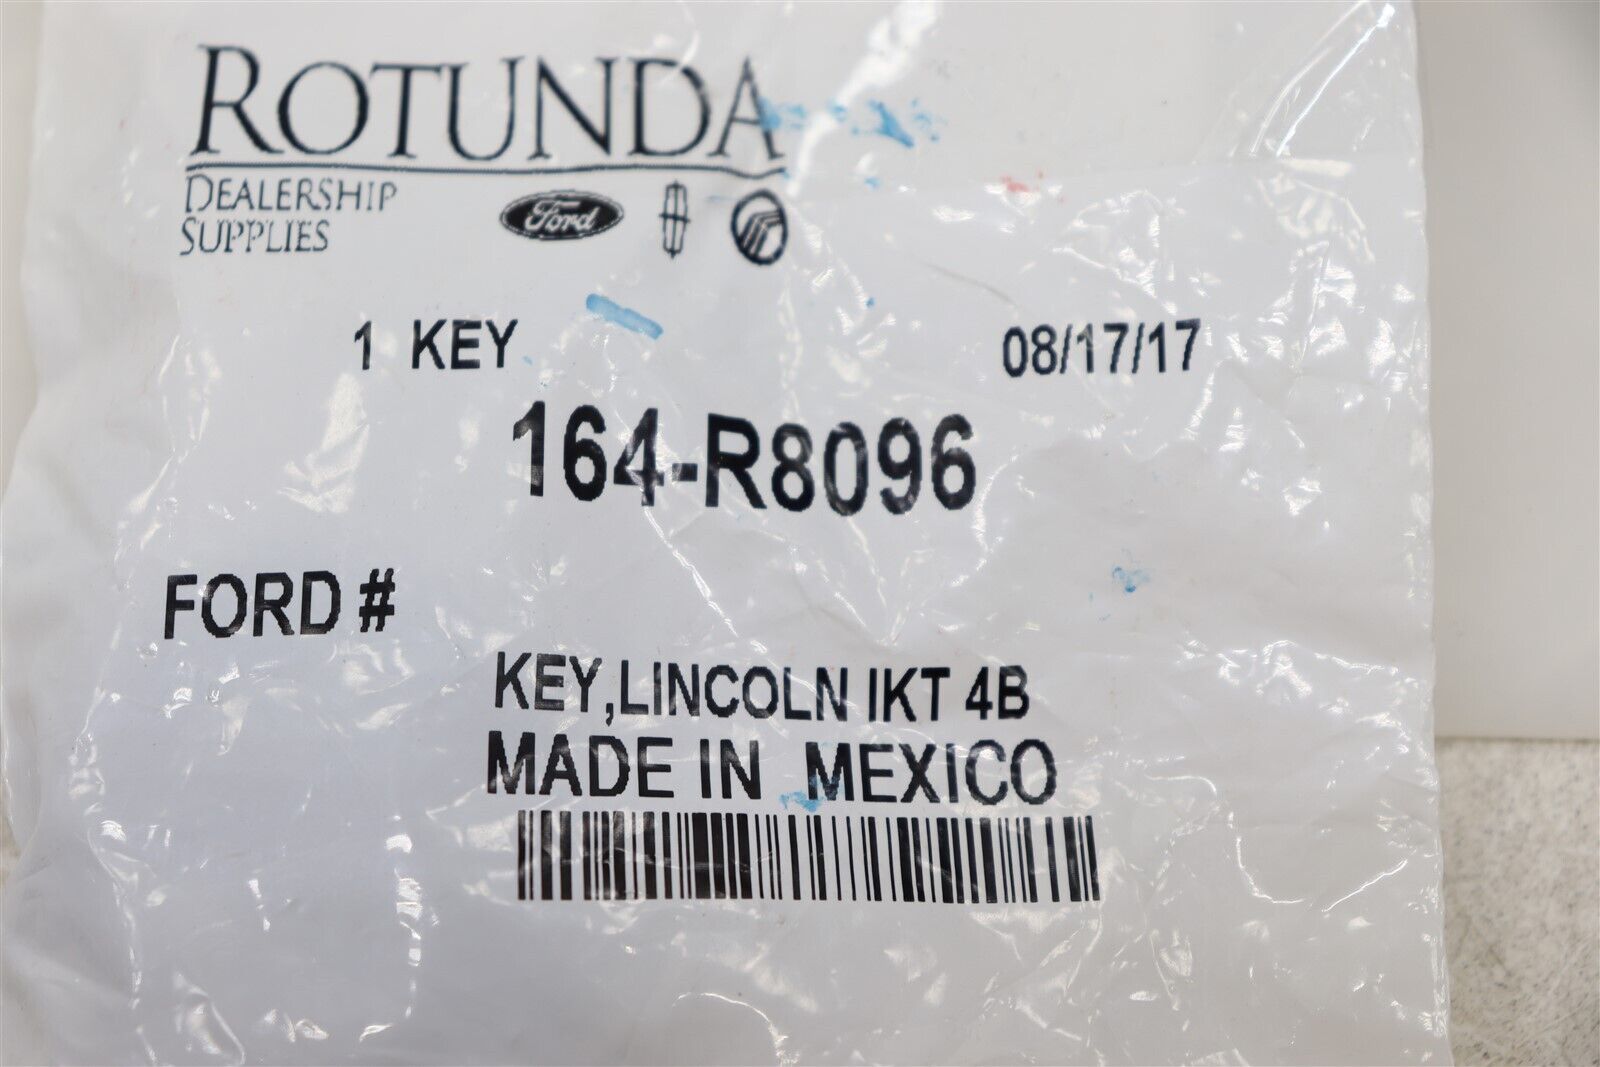 ROTUNDA
DEALERSHIP
SUPPLIES
Ford
1 KEY 08/17/17
164-R8096
FORD #
KEY,LINCOLN IKT 4B
MADE IN MEXICO